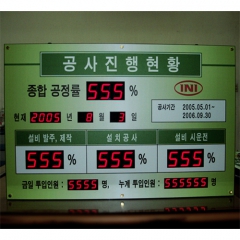 공사진행현황
INI
종합 공정률 555 %
공사기간 2005.05.01~
2006.09.30
현재 2005 년 8 월 3 일
설비 발주, 제작 설치공사 설비 시운전
555 % 555 % 555 %
금일 투입인원 : 5555 명, 누계 투입인원 : 555555 명